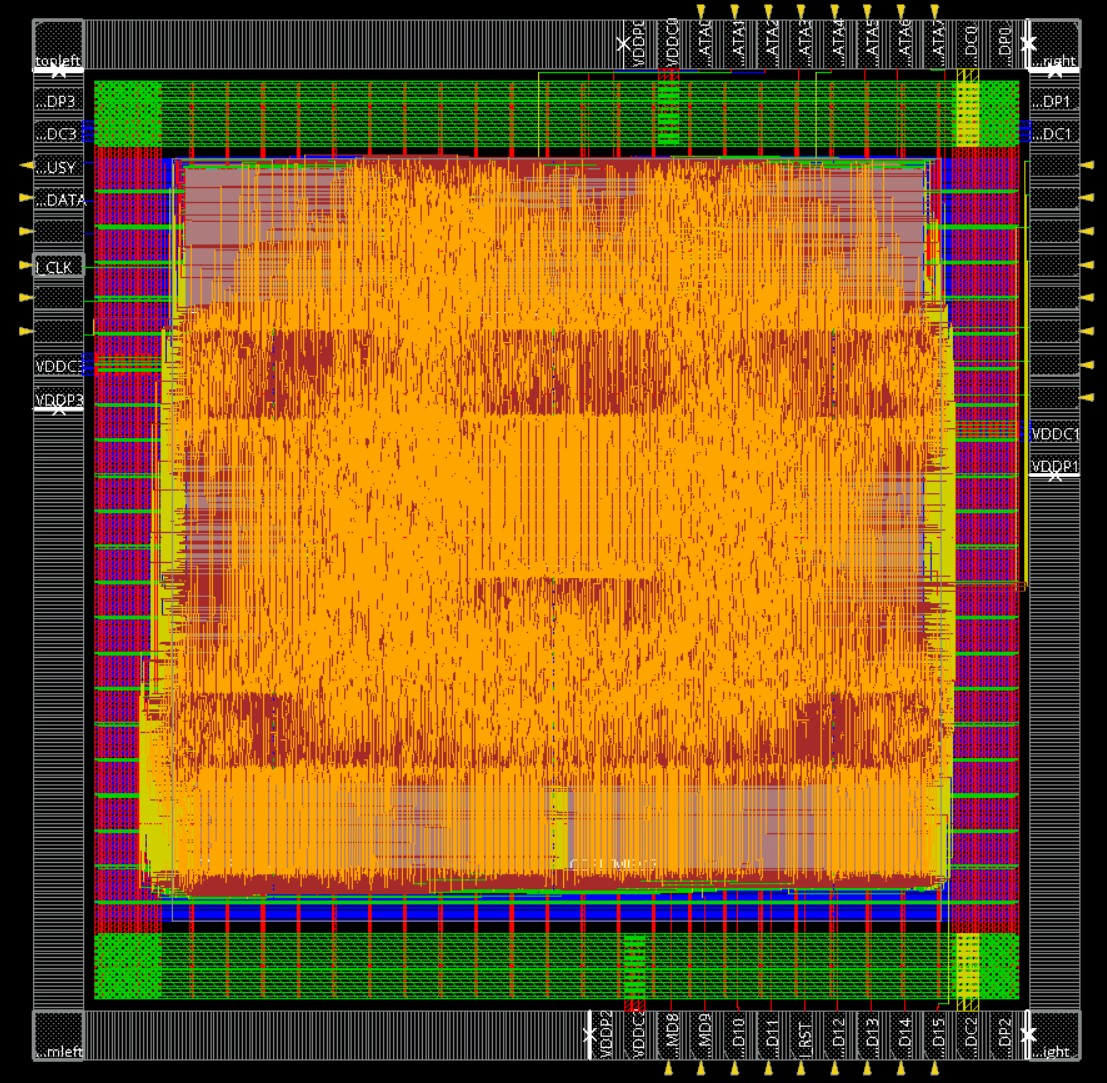 topleft
VDDP0
VDDC0
...ATA0
...ATA1
...ATA2
...ATA3
...ATA4
...ATA5
...ATA6
...ATA7
...DC0
...DP0
...right
...DP3
...DC3
...USY
...DATA
I_CLK
VDDC3
VDDP3
...DP1
...DC1
VDDC1
VDDP1
...mleft
VDDP2
VDDC2
...MD8
...MD9
...D10
...D11
I_RST
...D12
...D13
...D14
...D15
...DC2
...DP2
...ight